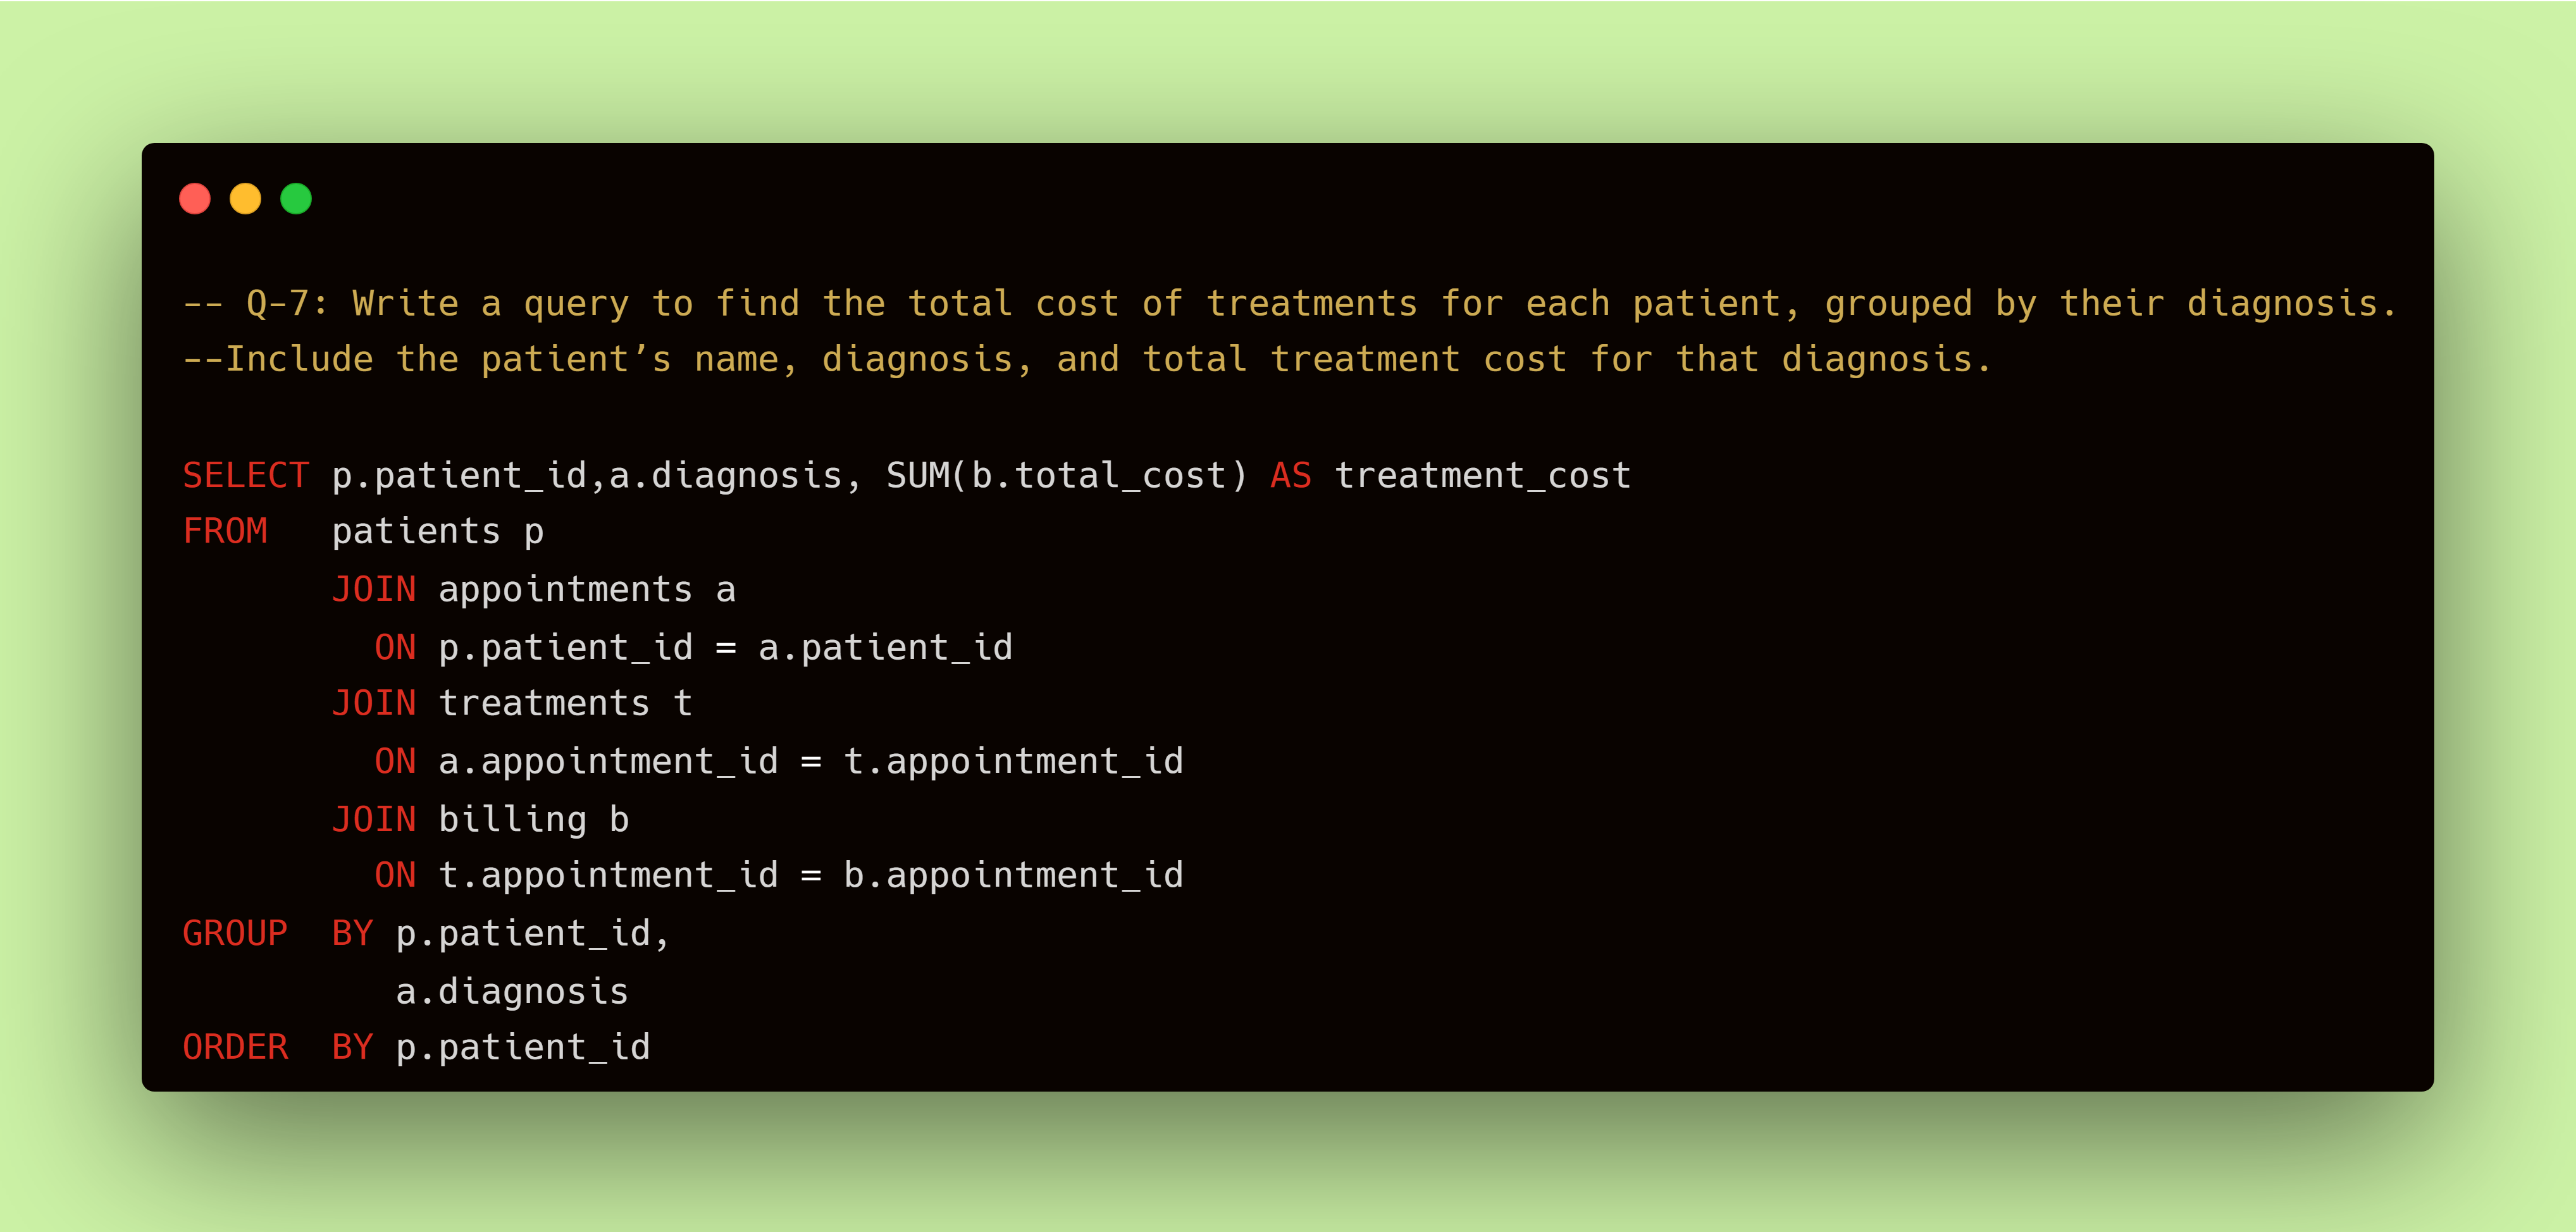 -- Q-7: Write a query to find the total cost of treatments for each patient, grouped by their diagnosis.
--Include the patient’s name, diagnosis, and total treatment cost for that diagnosis.
SELECT p.patient_id,a.diagnosis, SUM(b.total_cost) AS treatment_cost
FROM   patients p
       JOIN appointments a
         ON p.patient_id = a.patient_id
       JOIN treatments t
         ON a.appointment_id = t.appointment_id
       JOIN billing b
         ON t.appointment_id = b.appointment_id
GROUP  BY p.patient_id,
          a.diagnosis
ORDER  BY p.patient_id